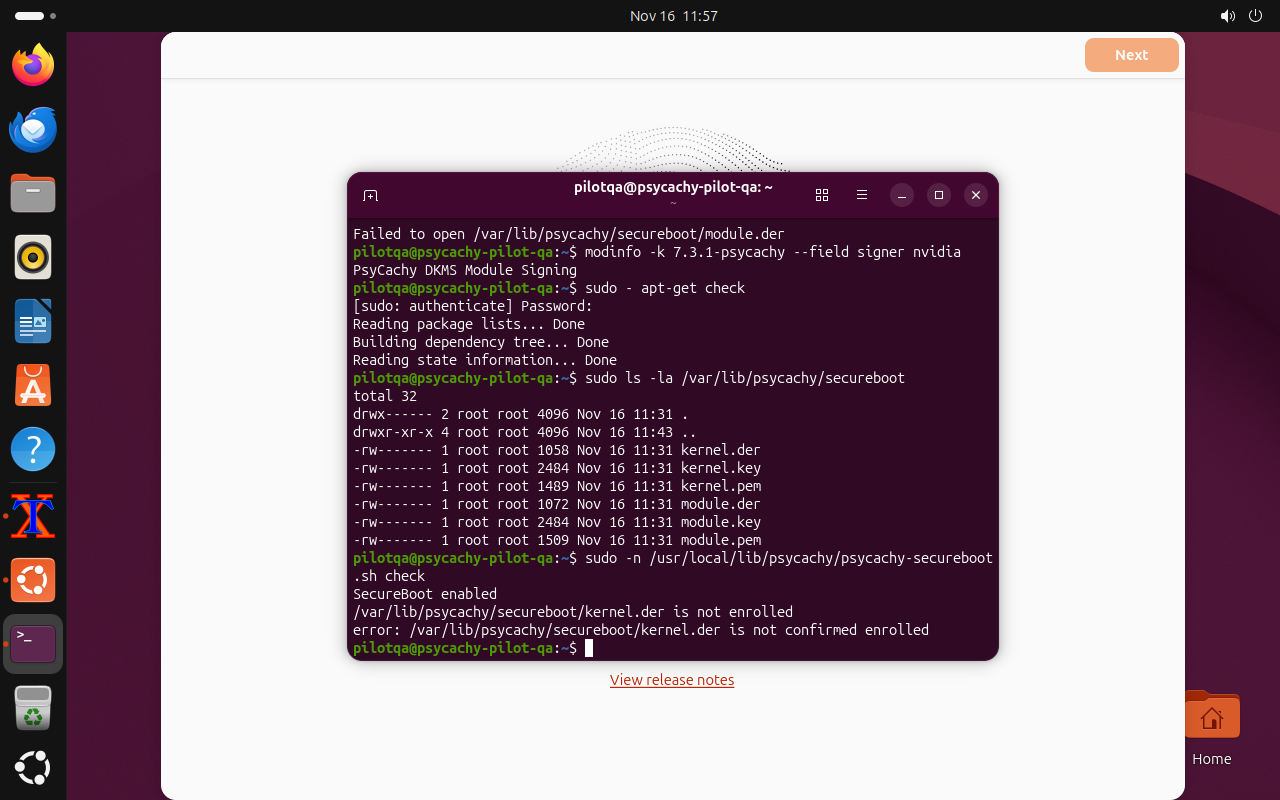 Nov 16 11:57
Next
pilotqa@psycachy-pilot-qa: ~
~
Failed to open /var/lib/psycachy/secureboot/module.der
pilotqa@psycachy-pilot-qa:~$ modinfo -k 7.3.1-psycachy --field signer nvidia
PsyCachy DKMS Module Signing
pilotqa@psycachy-pilot-qa:~$ sudo - apt-get check
[sudo: authenticate] Password:
Reading package lists... Done
Building dependency tree... Done
Reading state information... Done
pilotqa@psycachy-pilot-qa:~$ sudo ls -la /var/lib/psycachy/secureboot
total 32
drwx------ 2 root root 4096 Nov 16 11:31 .
drwxr-xr-x 4 root root 4096 Nov 16 11:43 ..
-rw------- 1 root root 1058 Nov 16 11:31 kernel.der
-rw------- 1 root root 2484 Nov 16 11:31 kernel.key
-rw------- 1 root root 1489 Nov 16 11:31 kernel.pem
-rw------- 1 root root 1072 Nov 16 11:31 module.der
-rw------- 1 root root 2484 Nov 16 11:31 module.key
-rw------- 1 root root 1509 Nov 16 11:31 module.pem
pilotqa@psycachy-pilot-qa:~$ sudo -n /usr/local/lib/psycachy/psycachy-secureboot
.sh check
SecureBoot enabled
/var/lib/psycachy/secureboot/kernel.der is not enrolled
error: /var/lib/psycachy/secureboot/kernel.der is not confirmed enrolled
pilotqa@psycachy-pilot-qa:~$
View release notes
Home